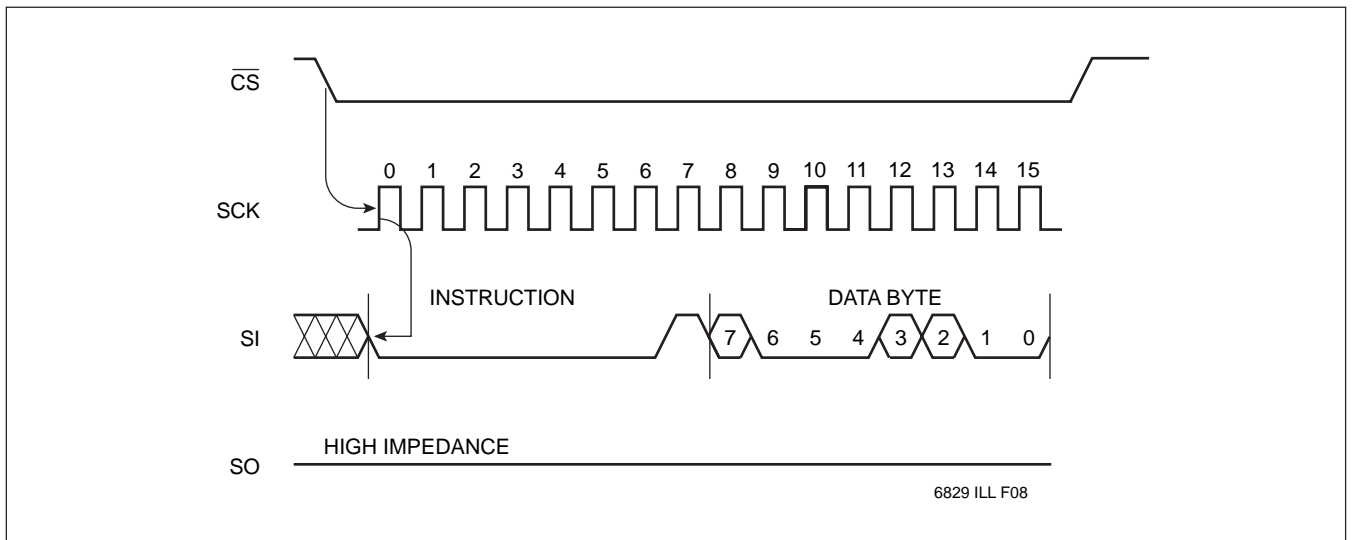 CS
0 1 2 3 4 5 6 7 8 9 10 11 12 13 14 15
SCK
INSTRUCTION DATA BYTE
SI 7 6 5 4 3 2 1 0
HIGH IMPEDANCE
SO
6829 ILL F08